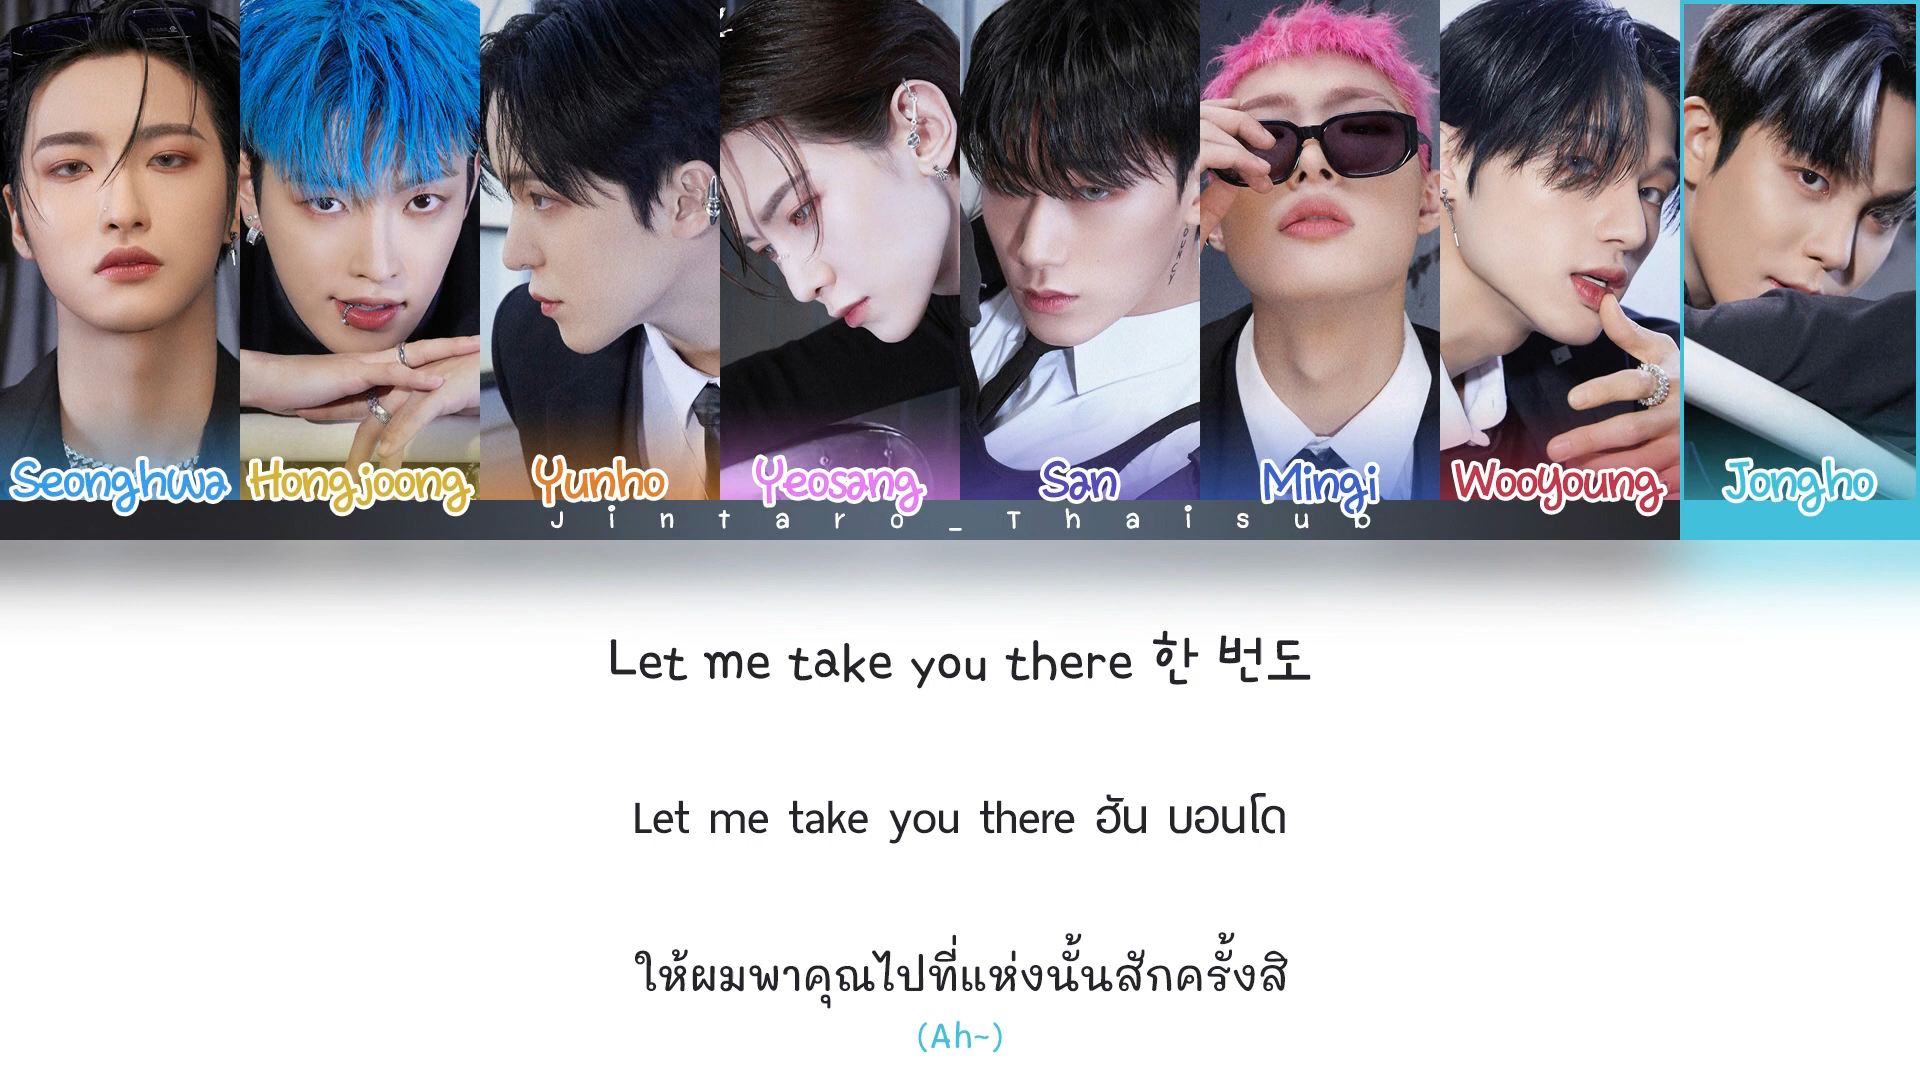 Seonghwa Hongjoong Yunho Yeosang San Mingi Wooyoung Jongho
Jintaro_Thaisub
Let me take you there 한 번도
Let me take you there ฮัน บอนโด
ให้ผมพาคุณไปที่แห่งนั้นสักครั้งสิ
(Ah~)